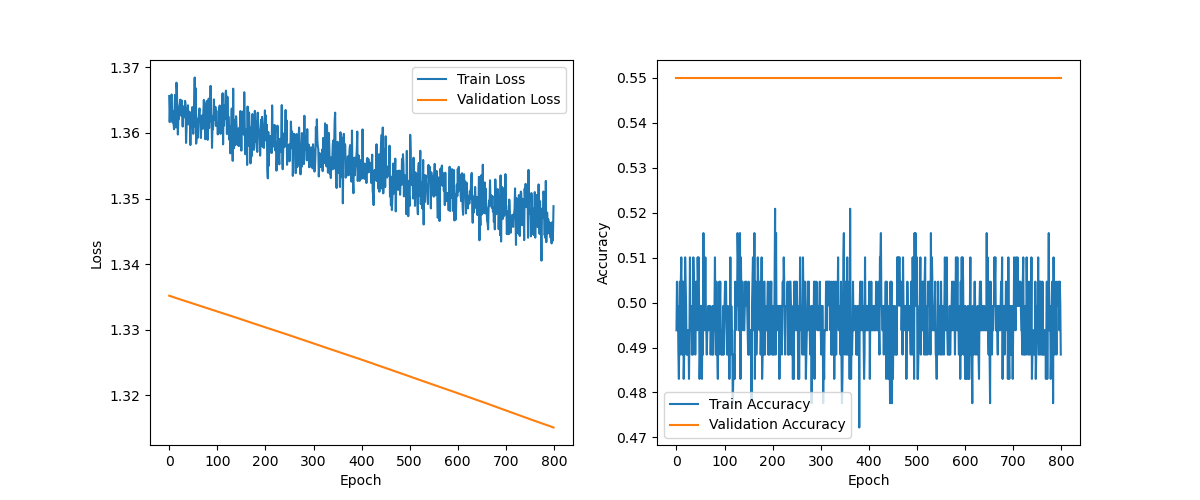 1.37
1.36
1.35
1.34
1.33
1.32
Loss
0 100 200 300 400 500 600 700 800
Epoch
Train Loss
Validation Loss
0.55
0.54
0.53
0.52
0.51
0.50
0.49
0.48
0.47
Accuracy
0 100 200 300 400 500 600 700 800
Epoch
Train Accuracy
Validation Accuracy